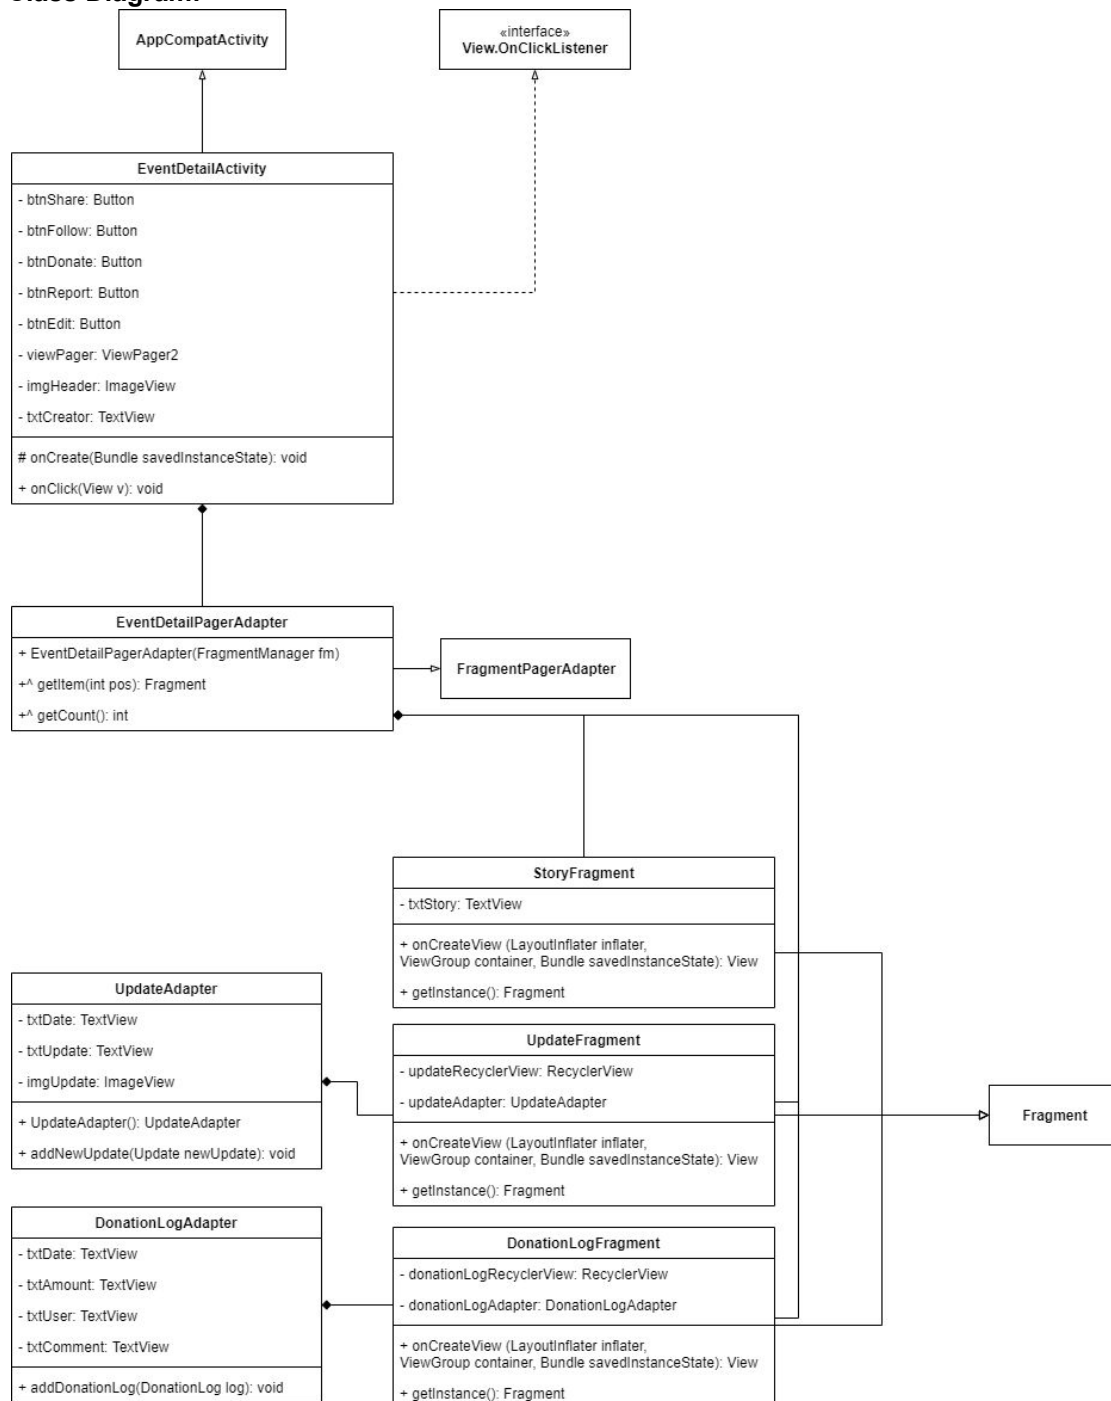 Class Diagram:
AppCompatActivity
«interface»
View.OnClickListener
EventDetailActivity
- btnShare: Button
- btnFollow: Button
- btnDonate: Button
- btnReport: Button
- btnEdit: Button
- viewPager: ViewPager2
- imgHeader: ImageView
- txtCreator: TextView
# onCreate(Bundle savedInstanceState): void
+ onClick(View v): void
EventDetailPagerAdapter
+ EventDetailPagerAdapter(FragmentManager fm)
+^ getItem(int pos): Fragment
+^ getCount(): int
FragmentPagerAdapter
StoryFragment
- txtStory: TextView
+ onCreateView (LayoutInflater inflater,
ViewGroup container, Bundle savedInstanceState): View
+ getInstance(): Fragment
UpdateAdapter
- txtDate: TextView
- txtUpdate: TextView
- imgUpdate: ImageView
+ UpdateAdapter(): UpdateAdapter
+ addNewUpdate(Update newUpdate): void
UpdateFragment
- updateRecyclerView: RecyclerView
- updateAdapter: UpdateAdapter
+ onCreateView (LayoutInflater inflater,
ViewGroup container, Bundle savedInstanceState): View
+ getInstance(): Fragment
Fragment
DonationLogAdapter
- txtDate: TextView
- txtAmount: TextView
- txtUser: TextView
- txtComment: TextView
+ addDonationLog(DonationLog log): void
DonationLogFragment
- donationLogRecyclerView: RecyclerView
- donationLogAdapter: DonationLogAdapter
+ onCreateView (LayoutInflater inflater,
ViewGroup container, Bundle savedInstanceState): View
+ getInstance(): Fragment